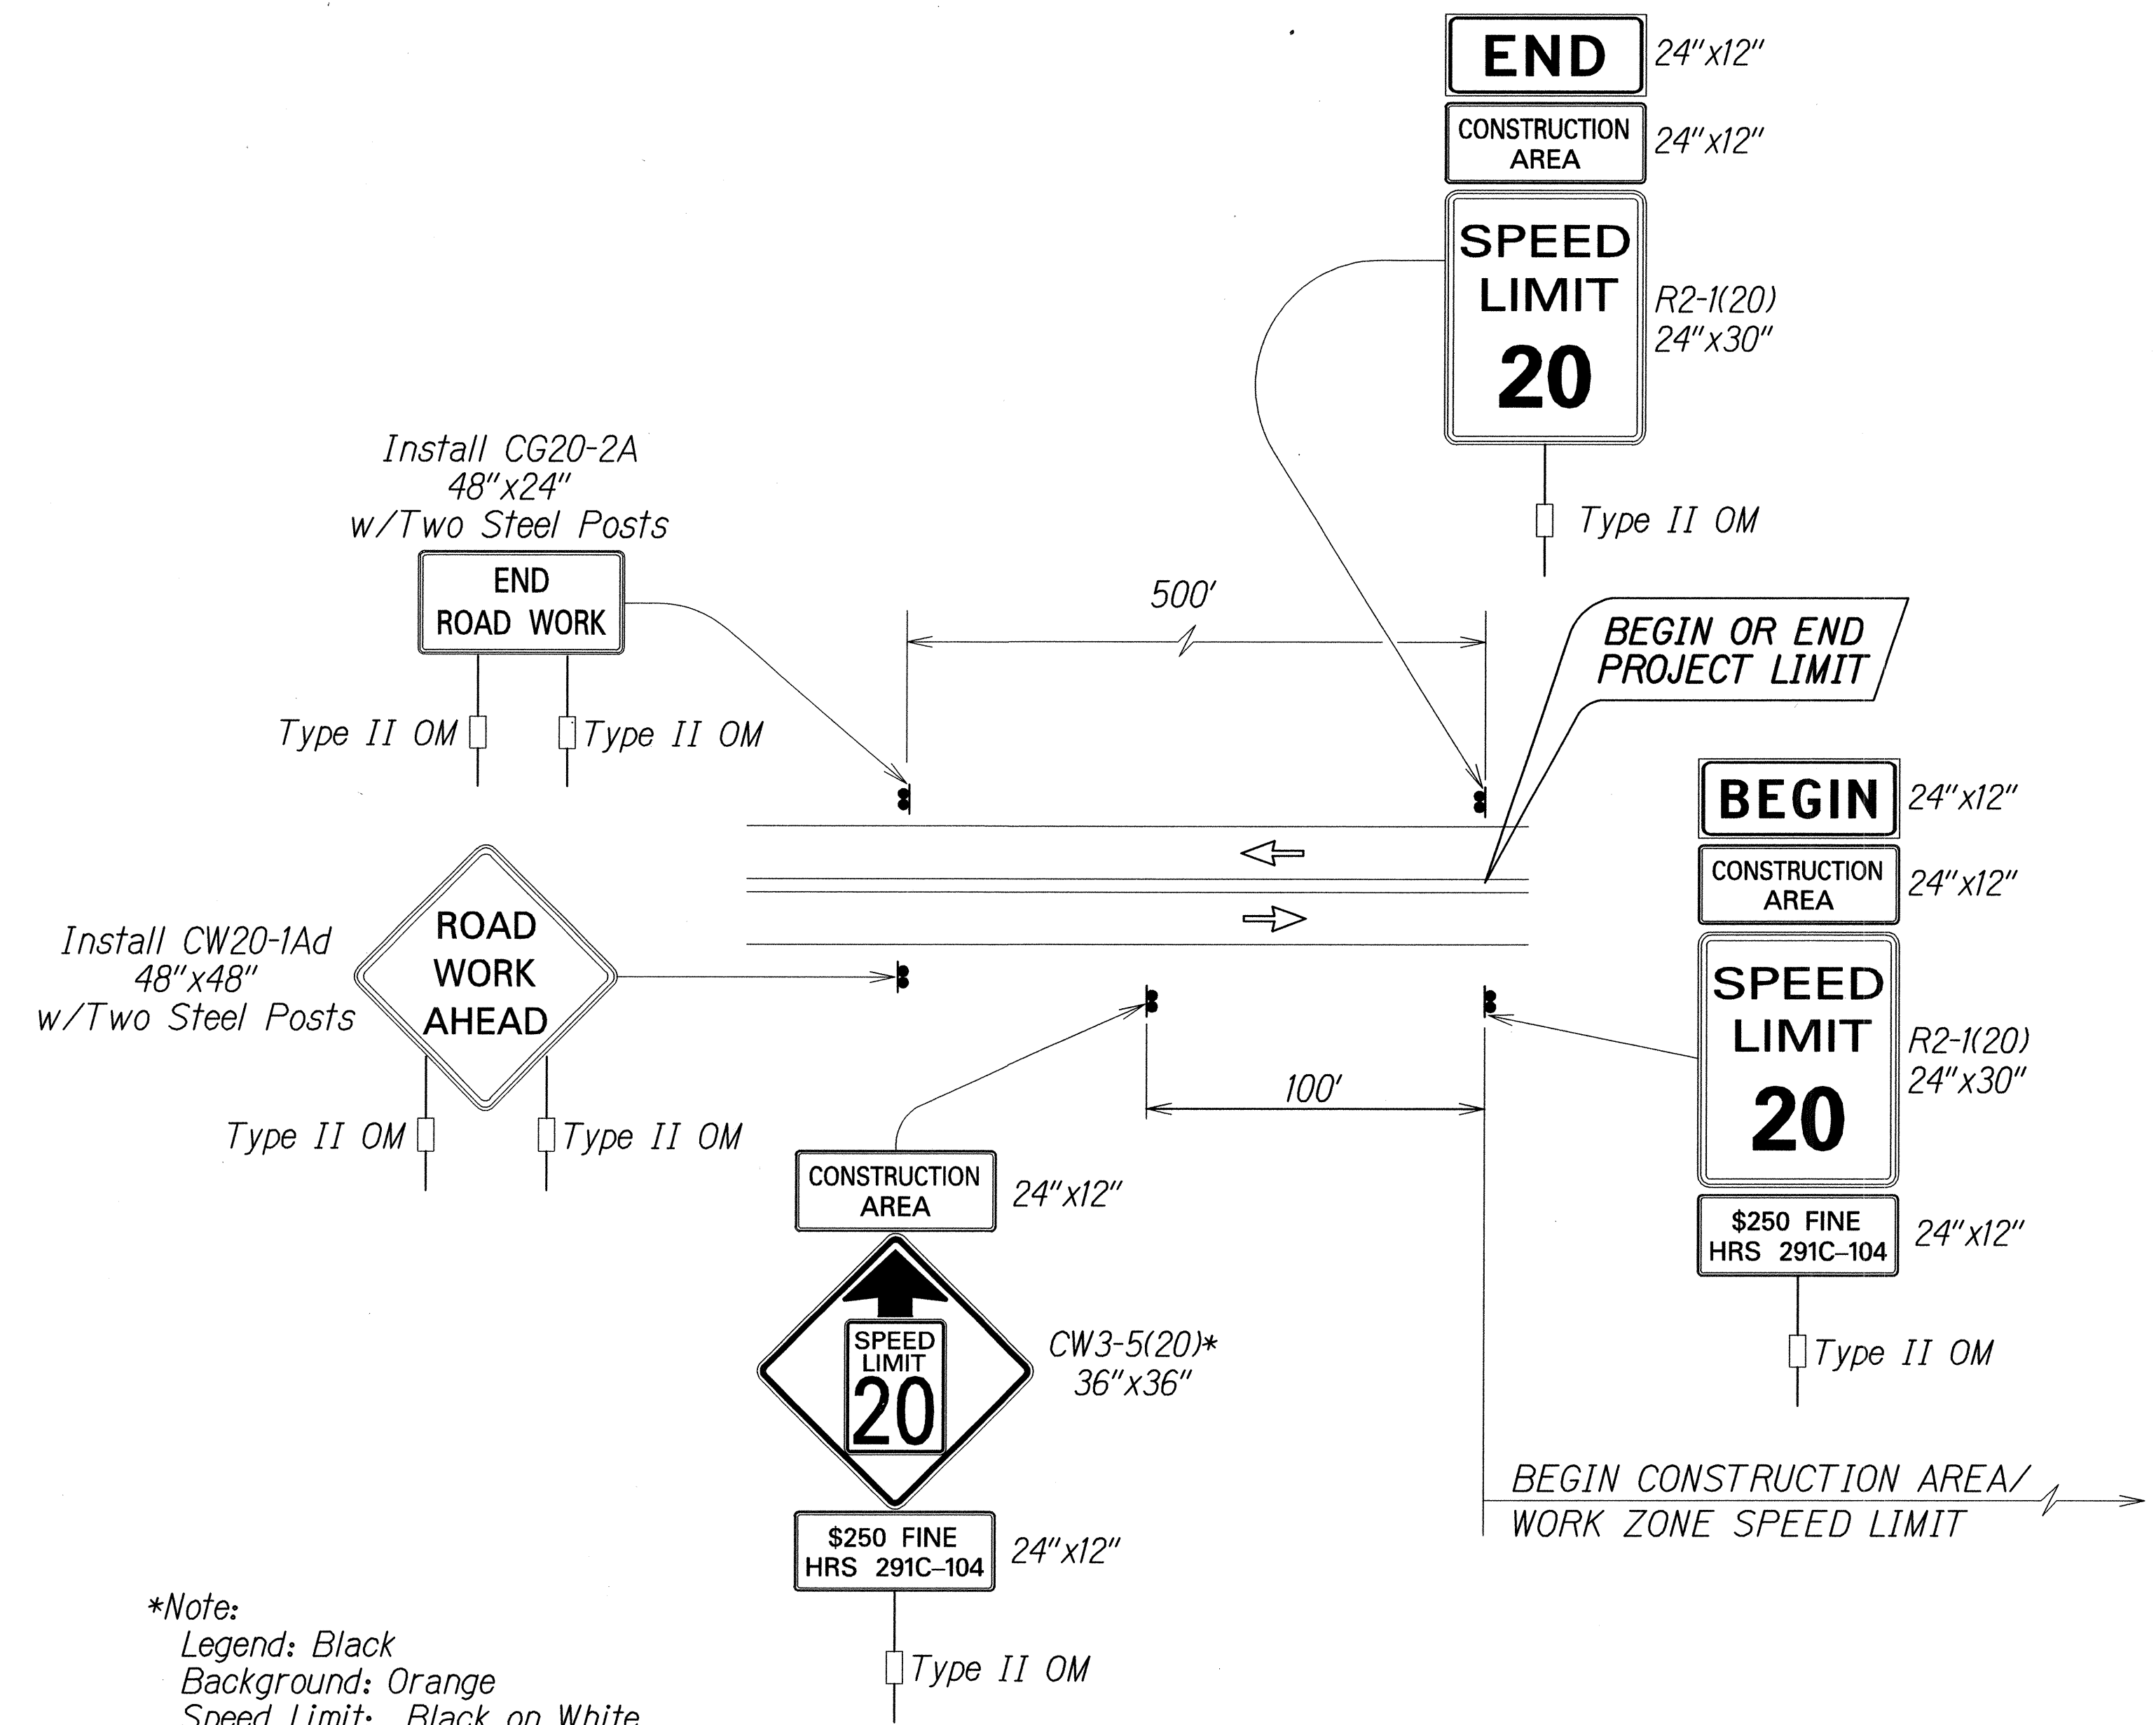 END
24"x12"
CONSTRUCTION
AREA
24"x12"
SPEED
LIMIT
20
R2-1(20)
24"x30"
Type II OM
Install CG20-2A
48"x24"
w/Two Steel Posts
END
ROAD WORK
Type II OM
Type II OM
500'
BEGIN OR END
PROJECT LIMIT
BEGIN
24"x12"
CONSTRUCTION
AREA
24"x12"
SPEED
LIMIT
20
R2-1(20)
24"x30"
$250 FINE
HRS 291C–104
24"x12"
Type II OM
Install CW20-1Ad
48"x48"
w/Two Steel Posts
ROAD
WORK
AHEAD
Type II OM
Type II OM
100'
CONSTRUCTION
AREA
24"x12"
SPEED
LIMIT
20
CW3-5(20)*
36"x36"
$250 FINE
HRS 291C–104
24"x12"
Type II OM
BEGIN CONSTRUCTION AREA/
WORK ZONE SPEED LIMIT
*Note:
Legend: Black
Background: Orange
Speed Limit: Black on White